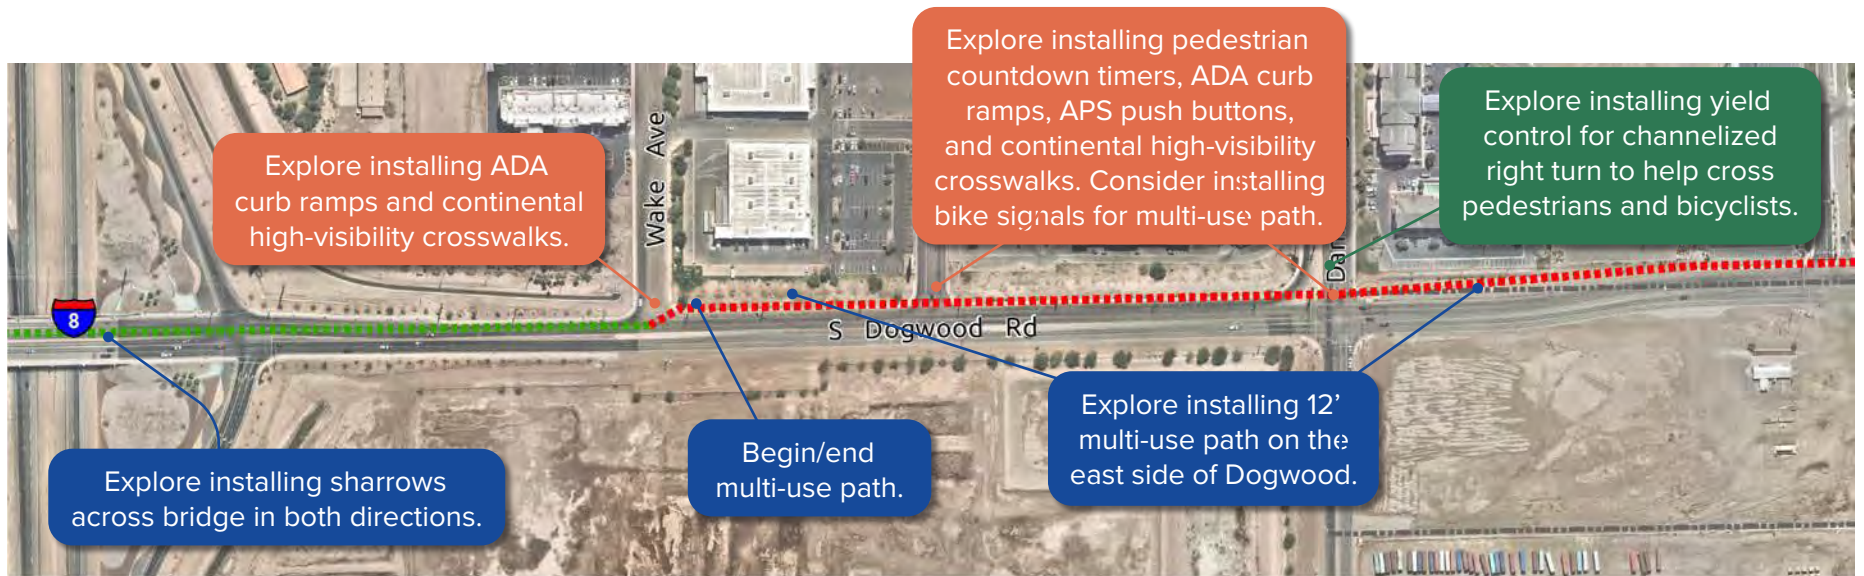 Explore installing pedestrian
countdown timers, ADA curb
ramps, APS push buttons,
and continental high-visibility
crosswalks. Consider installing
bike signals for multi-use path.
Explore installing yield
control for channelized
right turn to help cross
pedestrians and bicyclists.
Explore installing ADA
curb ramps and continental
high-visibility crosswalks.
Wake Ave
8
S Dogwood Rd
Explore installing 12’
multi-use path on the
east side of Dogwood.
Begin/end
multi-use path.
Explore installing sharrows
across bridge in both directions.